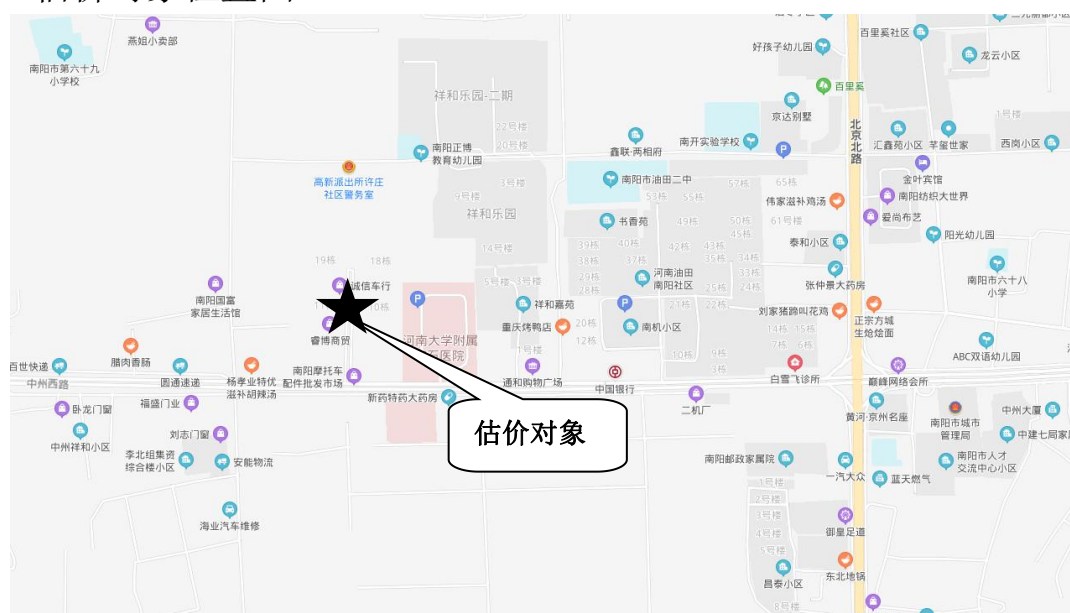 燕姐小卖部
南阳市第六十九
小学校
祥和乐园-二期
22号楼
20号楼
南阳正博
教育幼儿园
高新派出所许庄
社区警务室
3号楼
9号楼
祥和乐园
14号楼
好孩子幼儿园
百里奚社区
龙云小区
百里奚
京达别墅
1号楼
北京北路
鑫联·两相府
南开实验学校
汇鑫苑小区
芊玺世家
西岗小区
金叶宾馆
南阳市油田二中
57栋
65栋
53栋
55栋
南阳纺织大世界
伟家滋补鸡汤
爱尚布艺
书香苑
49栋
50栋
61号楼
45栋
阳光幼儿园
泰和小区
39栋
40栋
42栋
43栋
38栋
37栋
35栋
34栋
19栋
18栋
33栋
29栋
河南油田
南阳社区
25栋
24栋
28栋
张仲景大药房
南阳市六十八
小学
诚信车行
5号楼
3号楼
南阳国富
家居生活馆
10栋
祥和嘉苑
21栋
22栋
刘家猪蹄叫花鸡
正宗方城
生炝烩面
重庆烤鸭店
20栋
12栋
南机小区
14栋
15栋
7栋
6栋
睿博商贸
河南大学附属
医院
1号楼
10栋
9栋
3栋
ABC双语幼儿园
百世快递
腊肉香肠
中州西路
圆通速递
杨孝业特优
滋补胡辣汤
南阳摩托车
配件批发市场
通和购物广场
中国银行
白雪飞诊所
巅峰网络会所
新药特药大药房
二机厂
卧龙门窗
福盛门业
黄河·京州名座
南阳市城市
管理局
中州大厦
中州祥和小区
刘志门窗
估价对象
中建七局家
李北组集资
综合楼小区
安能物流
南阳邮政家属院
一汽大众
蓝天燃气
南阳市人才
交流中心小区
1号楼
2号楼
3号楼
4号楼
5号楼
海业汽车维修
御皇足道
昌泰小区
东北地锅
8号楼